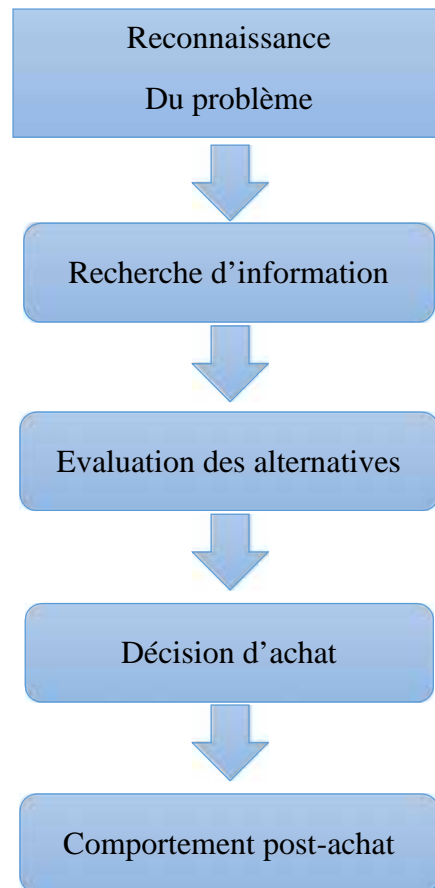 Reconnaissance
Du problème
Recherche d’information
Evaluation des alternatives
Décision d’achat
Comportement post-achat